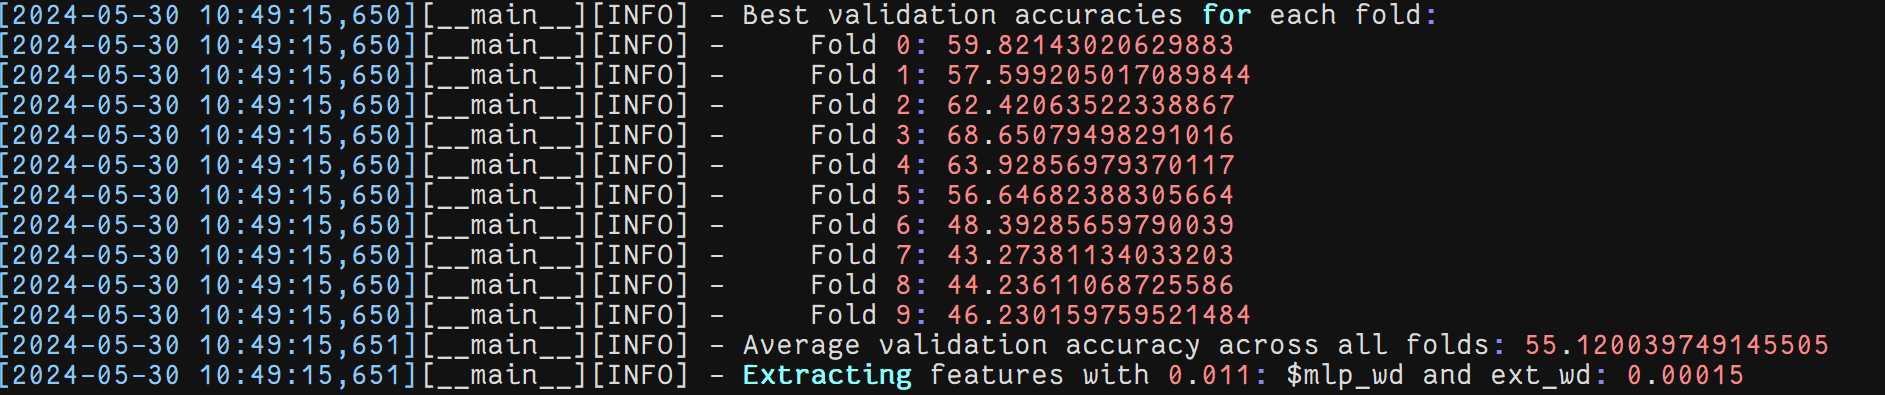 [2024-05-30 10:49:15,650][__main__][INFO] - Best validation accuracies for each fold:
[2024-05-30 10:49:15,650][__main__][INFO] -     Fold 0: 59.82143020629883
[2024-05-30 10:49:15,650][__main__][INFO] -     Fold 1: 57.599205017089844
[2024-05-30 10:49:15,650][__main__][INFO] -     Fold 2: 62.42063522338867
[2024-05-30 10:49:15,650][__main__][INFO] -     Fold 3: 68.65079498291016
[2024-05-30 10:49:15,650][__main__][INFO] -     Fold 4: 63.92856979370117
[2024-05-30 10:49:15,650][__main__][INFO] -     Fold 5: 56.64682388305664
[2024-05-30 10:49:15,650][__main__][INFO] -     Fold 6: 48.39285659790039
[2024-05-30 10:49:15,650][__main__][INFO] -     Fold 7: 43.27381134033203
[2024-05-30 10:49:15,650][__main__][INFO] -     Fold 8: 44.23611068725586
[2024-05-30 10:49:15,650][__main__][INFO] -     Fold 9: 46.230159759521484
[2024-05-30 10:49:15,651][__main__][INFO] - Average validation accuracy across all folds: 55.120039749145505
[2024-05-30 10:49:15,651][__main__][INFO] - Extracting features with 0.011: $mlp_wd and ext_wd: 0.00015